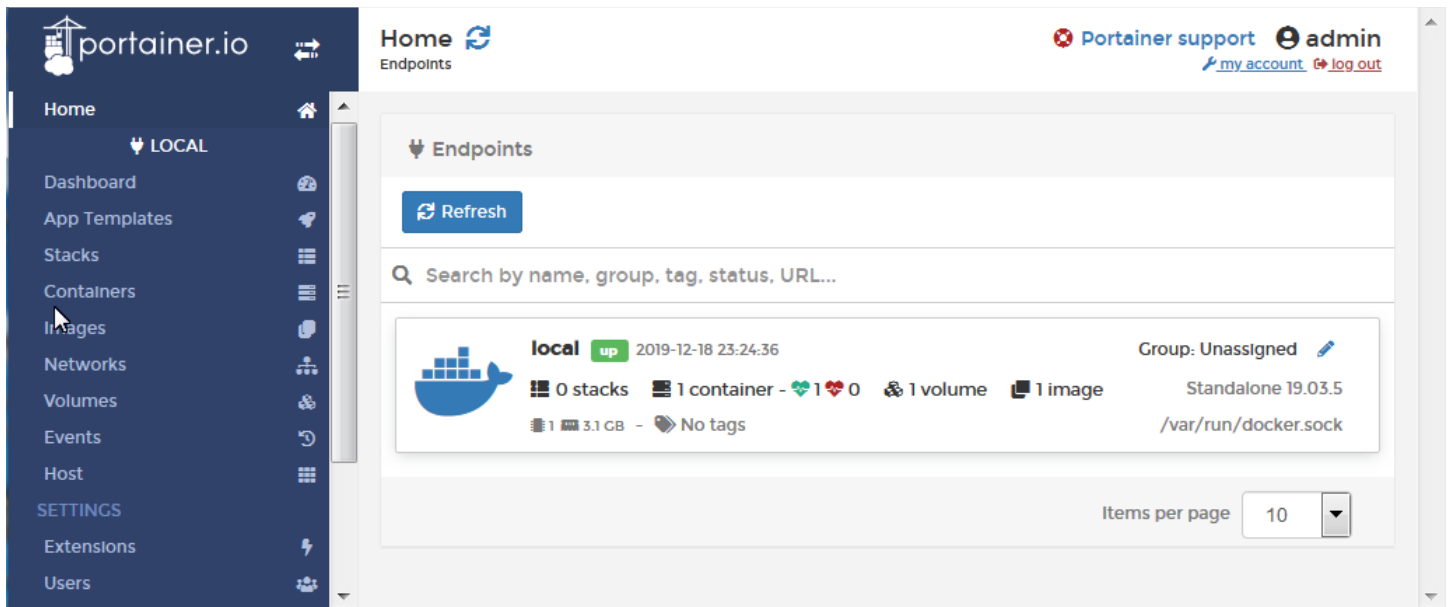 portainer.io
Home
LOCAL
Dashboard
App Templates
Stacks
Containers
Images
Networks
Volumes
Events
Host
SETTINGS
Extensions
Users
Home
Endpoints
Portainer support admin
my account log out
Endpoints
Refresh
Search by name, group, tag, status, URL...
local up 2019-12-18 23:24:36 Group: Unassigned
0 stacks 1 container - 1 0 1 volume 1 image Standalone 19.03.5
1 3.1 GB - No tags /var/run/docker.sock
Items per page 10